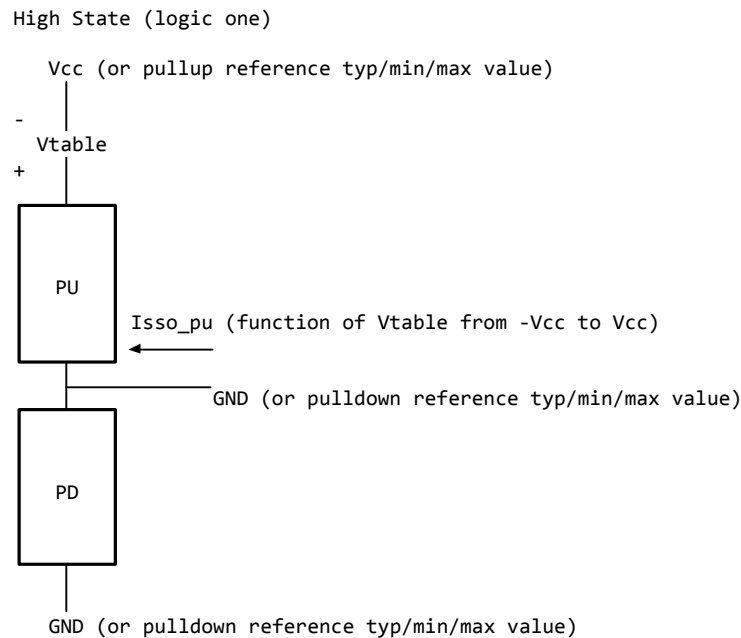 High State (logic one)
Vcc (or pullup reference typ/min/max value)
-
Vtable
+
PU
Isso_pu (function of Vtable from -Vcc to Vcc)
GND (or pulldown reference typ/min/max value)
PD
GND (or pulldown reference typ/min/max value)